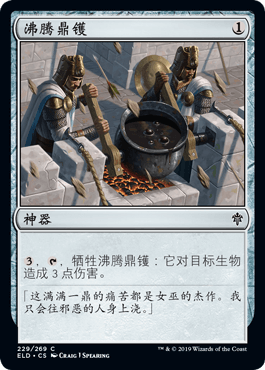 沸腾鼎镬 1
神器
3，，牺牲沸腾鼎镬：它对目标生物
造成3点伤害。
「这满满一鼎的痛苦都是女巫的杰作。我
只会往邪恶的人身上浇。」
229/269 C
ELD • CS CRAIG J SPEARING ™ & © 2019 Wizards of the Coast